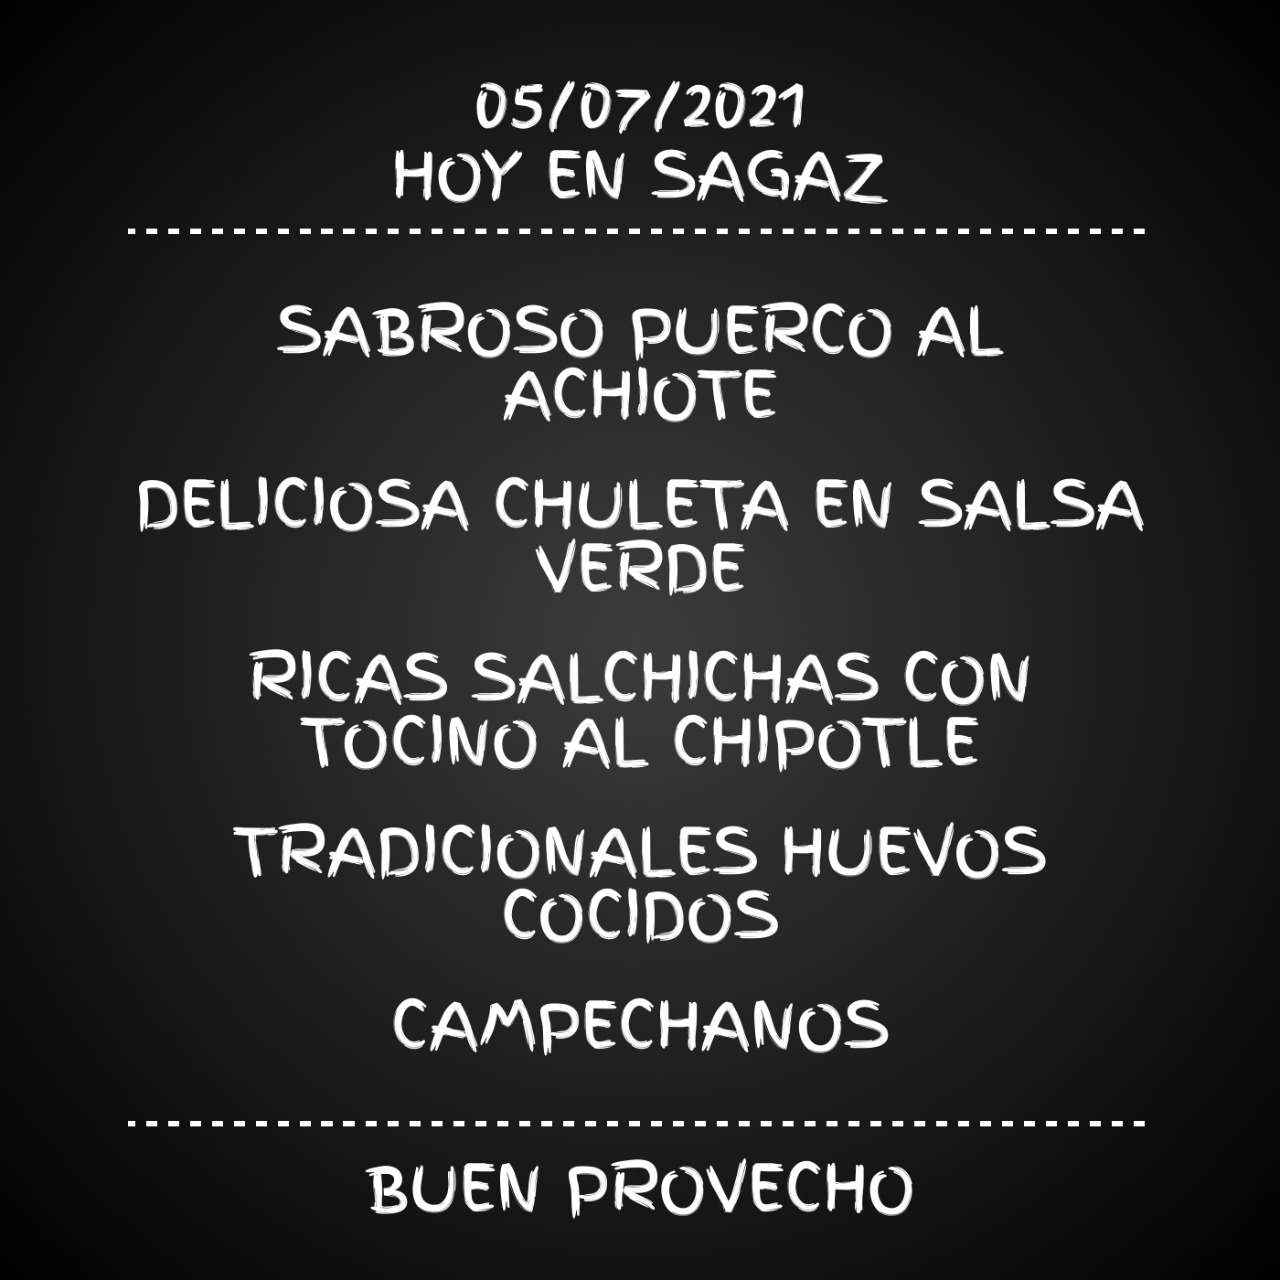 05/07/2021
HOY EN SAGAZ
SABROSO PUERCO AL
ACHIOTE
DELICIOSA CHULETA EN SALSA
VERDE
RICAS SALCHICHAS CON
TOCINO AL CHIPOTLE
TRADICIONALES HUEVOS
COCIDOS
CAMPECHANOS
BUEN PROVECHO